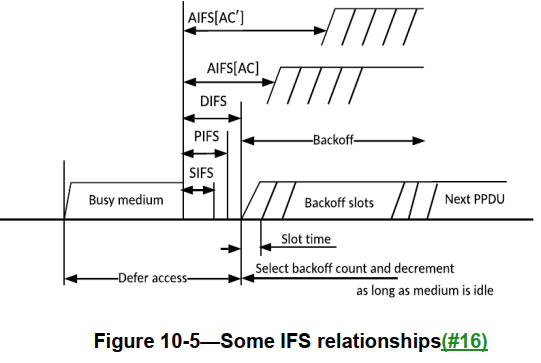 AIFS[AC′]
AIFS[AC]
DIFS
Backoff
PIFS
SIFS
Busy medium
Backoff slots
Next PPDU
Slot time
Defer access
Select backoff count and decrement
as long as medium is idle
Figure 10-5—Some IFS relationships(#16)